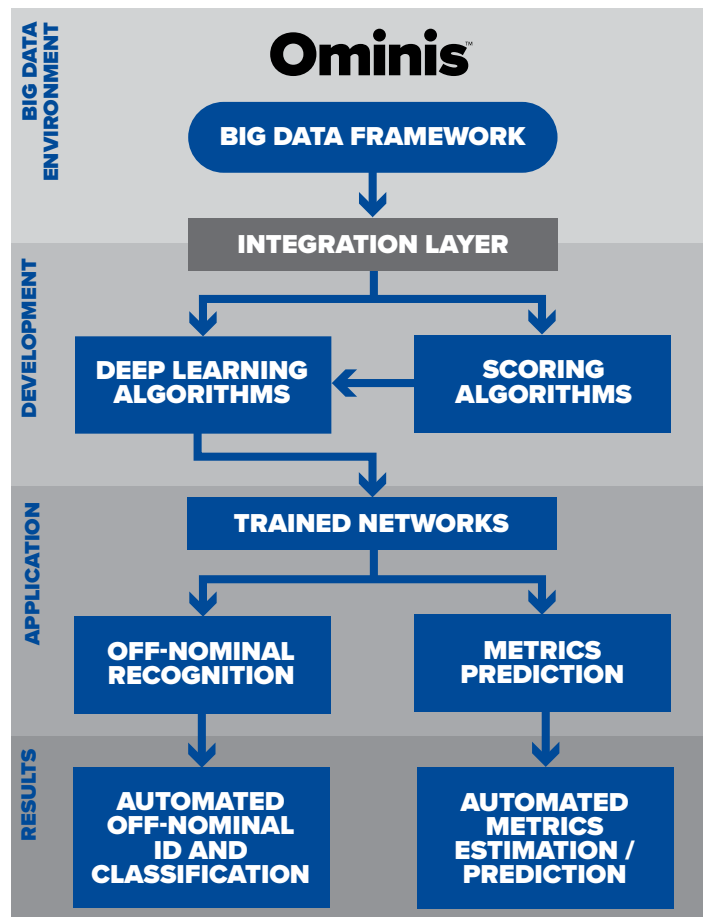 BIG DATA
ENVIRONMENT
Ominis™
BIG DATA FRAMEWORK
INTEGRATION LAYER
DEVELOPMENT
DEEP LEARNING
ALGORITHMS
SCORING
ALGORITHMS
APPLICATION
TRAINED NETWORKS
OFF-NOMINAL
RECOGNITION
METRICS
PREDICTION
RESULTS
AUTOMATED
OFF-NOMINAL
ID AND
CLASSIFICATION
AUTOMATED
METRICS
ESTIMATION /
PREDICTION